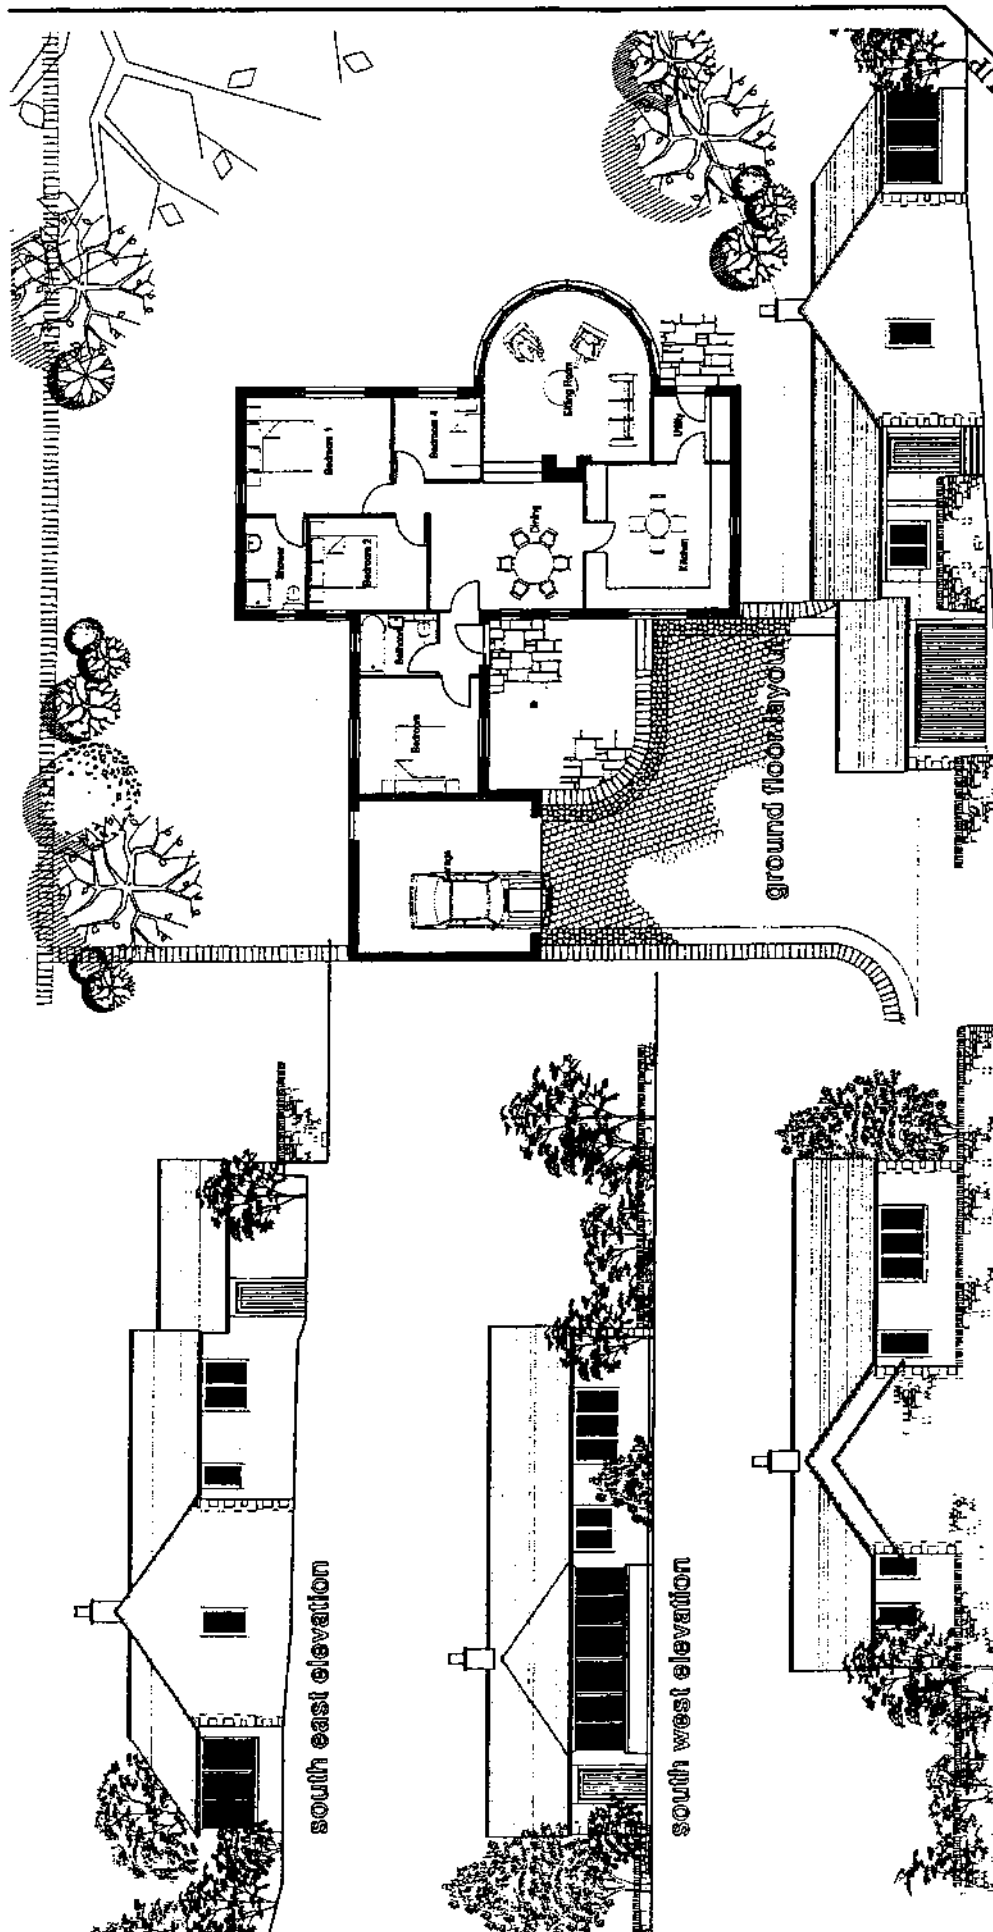 Bedroom 1
Bedroom 4
Shower
Bedroom 2
Bathroom
Bedroom
Dining
Sitting Room
Utility
Kitchen
ground floor layout
south east elevation
south west elevation